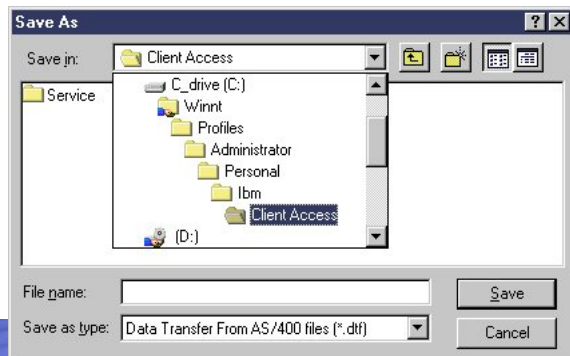 Save As
Save in: Client Access
Service
C_drive (C:)
Winnt
Profiles
Administrator
Personal
Ibm
Client Access
(D:)
File name: Save
Save as type: Data Transfer From AS/400 files (*.dtf) Cancel